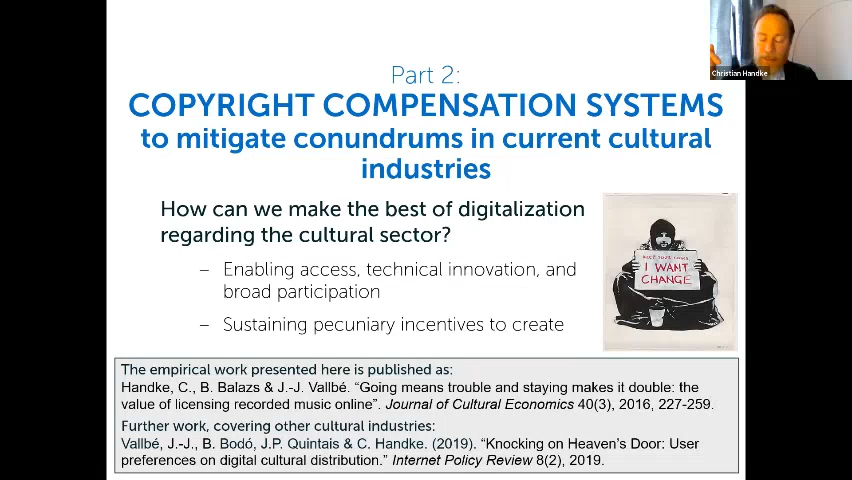 Christian Handke
Part 2:
COPYRIGHT COMPENSATION SYSTEMS
to mitigate conundrums in current cultural
industries
How can we make the best of digitalization
regarding the cultural sector?
– Enabling access, technical innovation, and
broad participation
– Sustaining pecuniary incentives to create
KEEP YOUR COINS,
I WANT
CHANGE
The empirical work presented here is published as:
Handke, C., B. Balazs & J.-J. Vallbé. “Going means trouble and staying makes it double: the
value of licensing recorded music online”. Journal of Cultural Economics 40(3), 2016, 227-259.
Further work, covering other cultural industries:
Vallbé, J.-J., B. Bodó, J.P. Quintais & C. Handke. (2019). “Knocking on Heaven’s Door: User
preferences on digital cultural distribution.” Internet Policy Review 8(2), 2019.